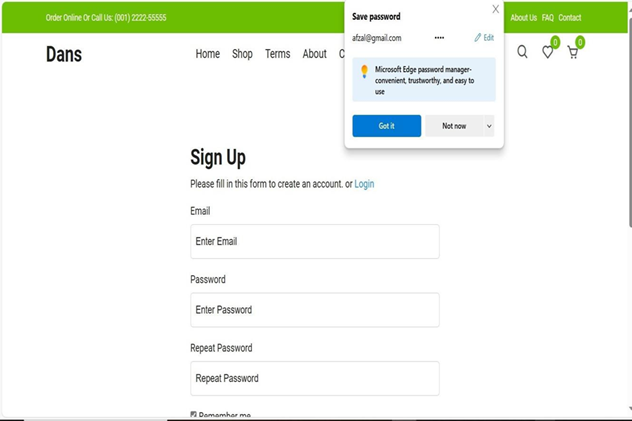 Order Online Or Call Us: (001) 2222-55555
About Us FAQ Contact
Dans
Home Shop Terms About C
0 0
Save password
afzal@gmail.com •••• Edit
Microsoft Edge password manager-
convenient, trustworthy, and easy to
use
Got it Not now
Sign Up
Please fill in this form to create an account. or Login
Email
Enter Email
Password
Enter Password
Repeat Password
Repeat Password
Remember me